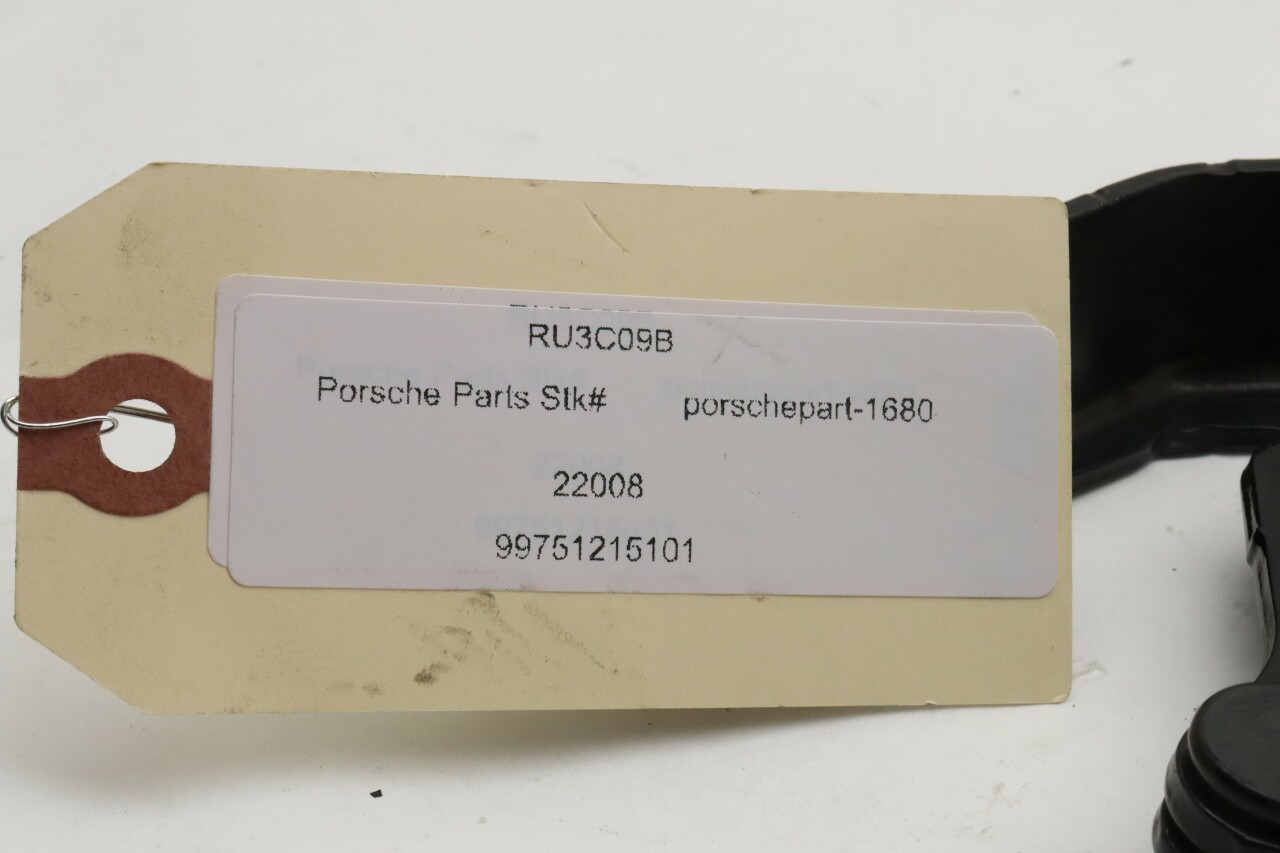 RU3C09B
Porsche Parts Stk# porschepart-1680
22008
99751215101